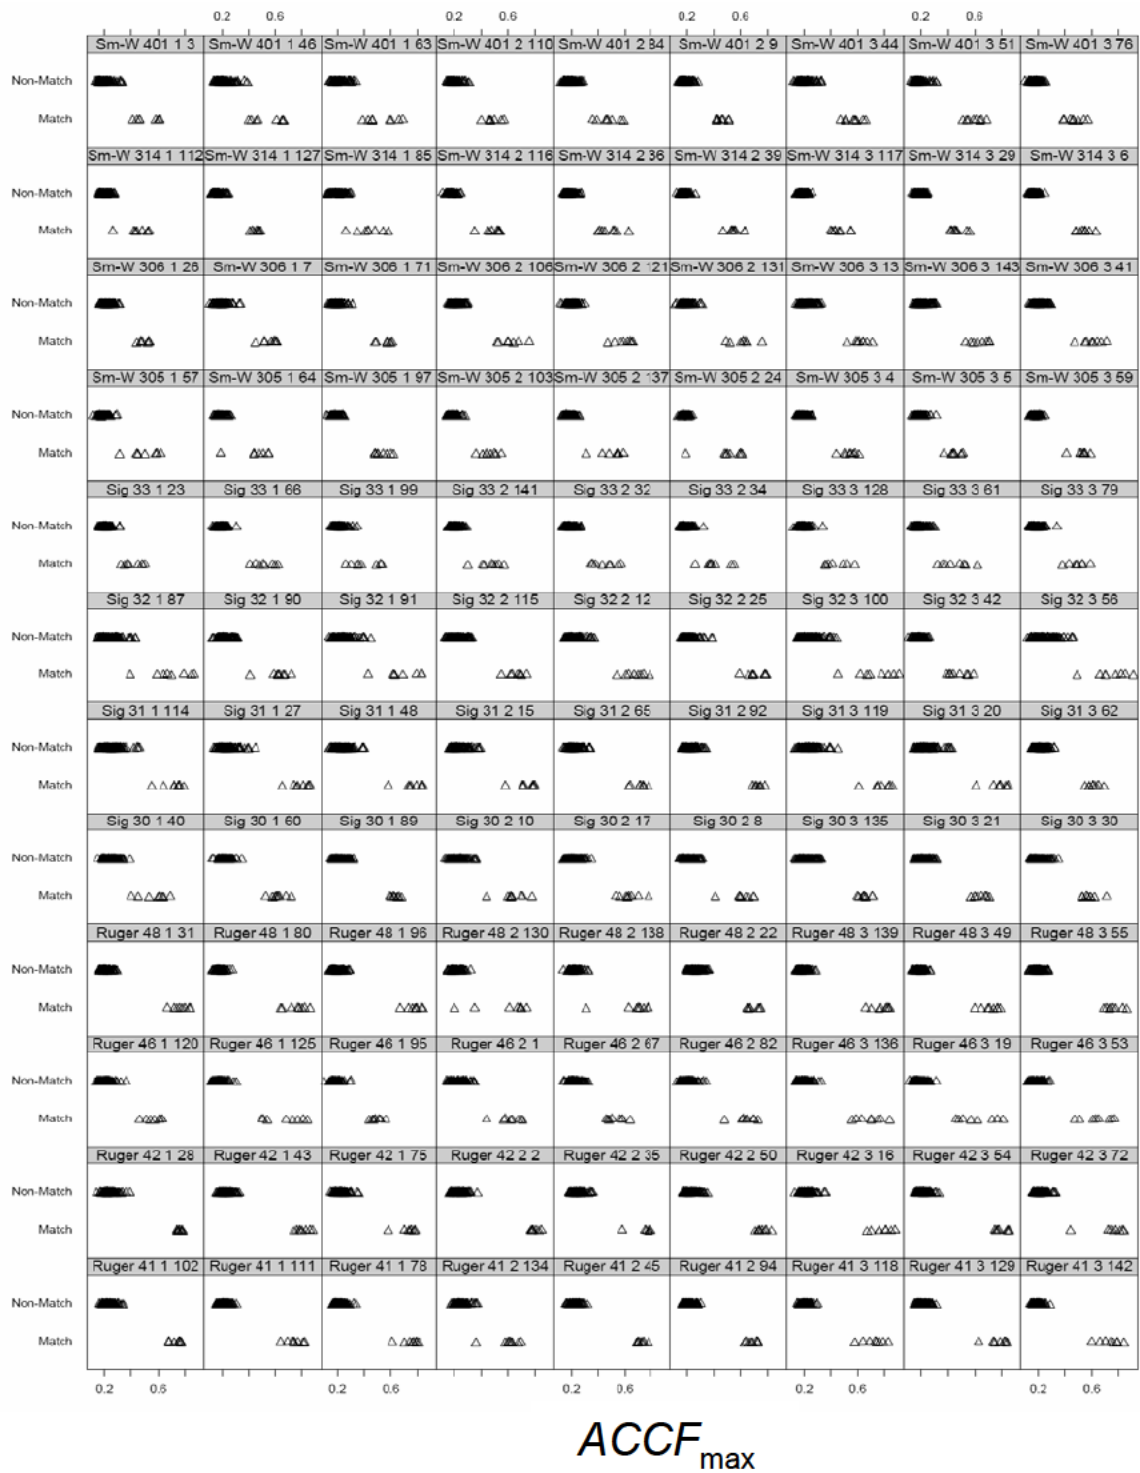 0.2 0.6 0.2 0.6 0.2 0.6 0.2 0.6
Sm-W 401 1 3 Sm-W 401 1 46 Sm-W 401 1 63 Sm-W 401 2 110 Sm-W 401 2 84 Sm-W 401 2 9 Sm-W 401 3 44 Sm-W 401 3 51 Sm-W 401 3 76
Non-Match
Match
Sm-W 314 1 112 Sm-W 314 1 127 Sm-W 314 1 85 Sm-W 314 2 116 Sm-W 314 2 36 Sm-W 314 2 39 Sm-W 314 3 117 Sm-W 314 3 29 Sm-W 314 3 6
Non-Match
Match
Sm-W 306 1 26 Sm-W 306 1 7 Sm-W 306 1 71 Sm-W 306 2 106 Sm-W 306 2 121 Sm-W 306 2 131 Sm-W 306 3 13 Sm-W 306 3 143 Sm-W 306 3 41
Non-Match
Match
Sm-W 305 1 57 Sm-W 305 1 64 Sm-W 305 1 97 Sm-W 305 2 103 Sm-W 305 2 137 Sm-W 305 2 24 Sm-W 305 3 4 Sm-W 305 3 5 Sm-W 305 3 59
Non-Match
Match
Sig 33 1 23 Sig 33 1 66 Sig 33 1 99 Sig 33 2 141 Sig 33 2 32 Sig 33 2 34 Sig 33 3 128 Sig 33 3 61 Sig 33 3 79
Non-Match
Match
Sig 32 1 87 Sig 32 1 90 Sig 32 1 91 Sig 32 2 115 Sig 32 2 12 Sig 32 2 25 Sig 32 3 100 Sig 32 3 42 Sig 32 3 56
Non-Match
Match
Sig 31 1 114 Sig 31 1 27 Sig 31 1 48 Sig 31 2 15 Sig 31 2 65 Sig 31 2 92 Sig 31 3 119 Sig 31 3 20 Sig 31 3 62
Non-Match
Match
Sig 30 1 40 Sig 30 1 60 Sig 30 1 89 Sig 30 2 10 Sig 30 2 17 Sig 30 2 8 Sig 30 3 135 Sig 30 3 21 Sig 30 3 30
Non-Match
Match
Ruger 48 1 31 Ruger 48 1 80 Ruger 48 1 96 Ruger 48 2 130 Ruger 48 2 138 Ruger 48 2 22 Ruger 48 3 139 Ruger 48 3 49 Ruger 48 3 55
Non-Match
Match
Ruger 46 1 120 Ruger 46 1 125 Ruger 46 1 95 Ruger 46 2 1 Ruger 46 2 67 Ruger 46 2 82 Ruger 46 3 136 Ruger 46 3 19 Ruger 46 3 53
Non-Match
Match
Ruger 42 1 28 Ruger 42 1 43 Ruger 42 1 75 Ruger 42 2 2 Ruger 42 2 35 Ruger 42 2 50 Ruger 42 3 16 Ruger 42 3 54 Ruger 42 3 72
Non-Match
Match
Ruger 41 1 102 Ruger 41 1 111 Ruger 41 1 78 Ruger 41 2 134 Ruger 41 2 45 Ruger 41 2 94 Ruger 41 3 118 Ruger 41 3 129 Ruger 41 3 142
Non-Match
Match
0.2 0.6 0.2 0.6 0.2 0.6 0.2 0.6 0.2 0.6
ACCFmax